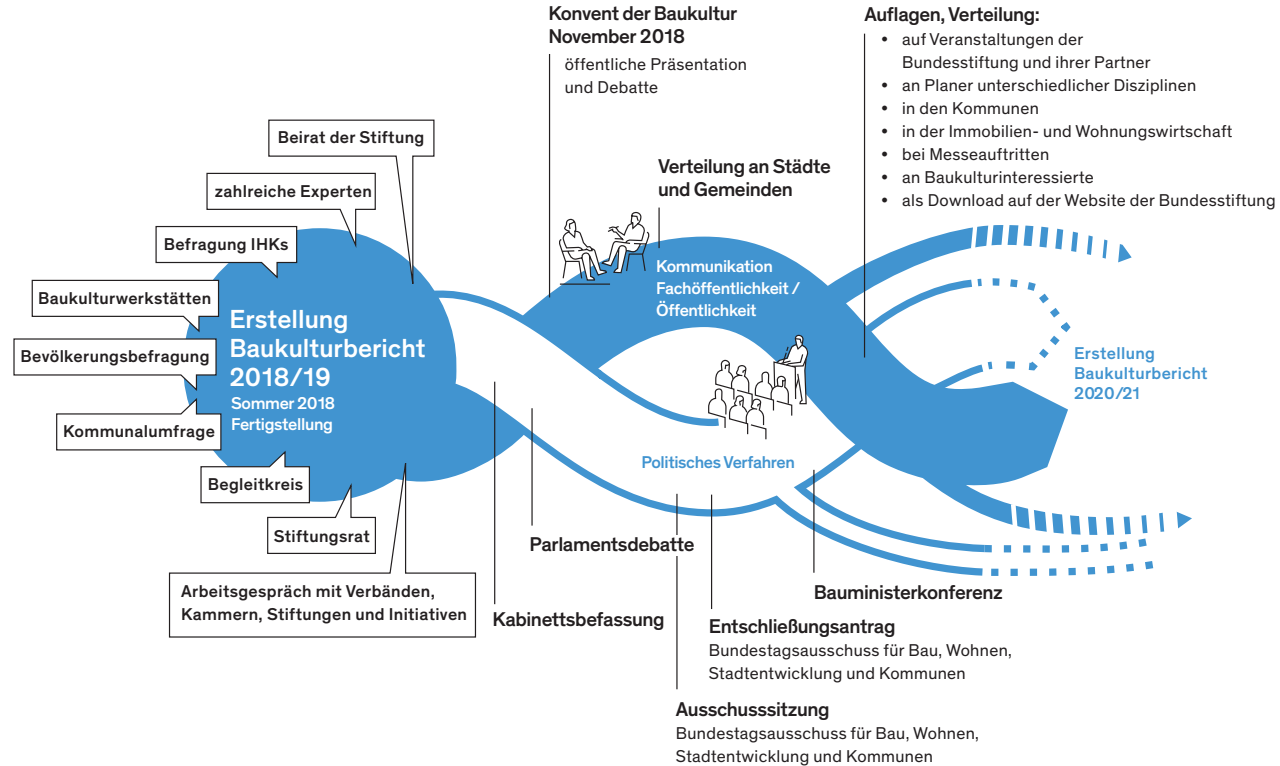 Konvent der Baukultur
November 2018
öffentliche Präsentation
und Debatte
Auflagen, Verteilung:
• auf Veranstaltungen der
Bundesstiftung und ihrer Partner
• an Planer unterschiedlicher Disziplinen
• in den Kommunen
• in der Immobilien- und Wohnungswirtschaft
• bei Messeauftritten
• an Baukulturinteressierte
• als Download auf der Website der Bundesstiftung
Verteilung an Städte
und Gemeinden
Beirat der Stiftung
zahlreiche Experten
Befragung IHKs
Baukulturwerkstätten
Bevölkerungsbefragung
Kommunalumfrage
Begleitkreis
Stiftungsrat
Arbeitsgespräch mit Verbänden,
Kammern, Stiftungen und Initiativen
Erstellung
Baukulturbericht
2018/19
Sommer 2018
Fertigstellung
Kommunikation
Fachöffentlichkeit /
Öffentlichkeit
Erstellung
Baukulturbericht
2020/21
Politisches Verfahren
Parlamentsdebatte
Kabinettsbefassung
Bauministerkonferenz
Entschließungsantrag
Bundestagsausschuss für Bau, Wohnen,
Stadtentwicklung und Kommunen
Ausschusssitzung
Bundestagsausschuss für Bau, Wohnen,
Stadtentwicklung und Kommunen